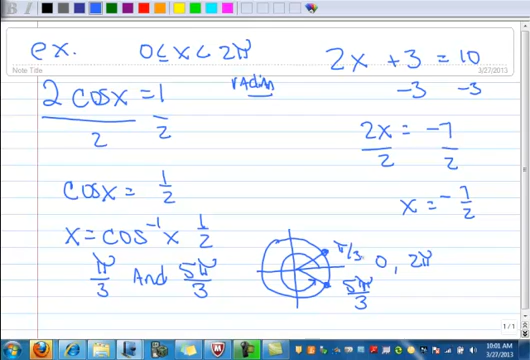 ex. 0 ≤ x < 2π
Note Title
3/27/2013
radian
2 cosx = 1
2 2
cosx = 1/2
x = cos⁻¹ x 1/2
π/3 And 5π/3
2x + 3 = 10
-3 -3
2x = -7
2 2
x = -7/2
π/3 0, 2π
5π/3
1/1
10:01 AM
3/27/2013